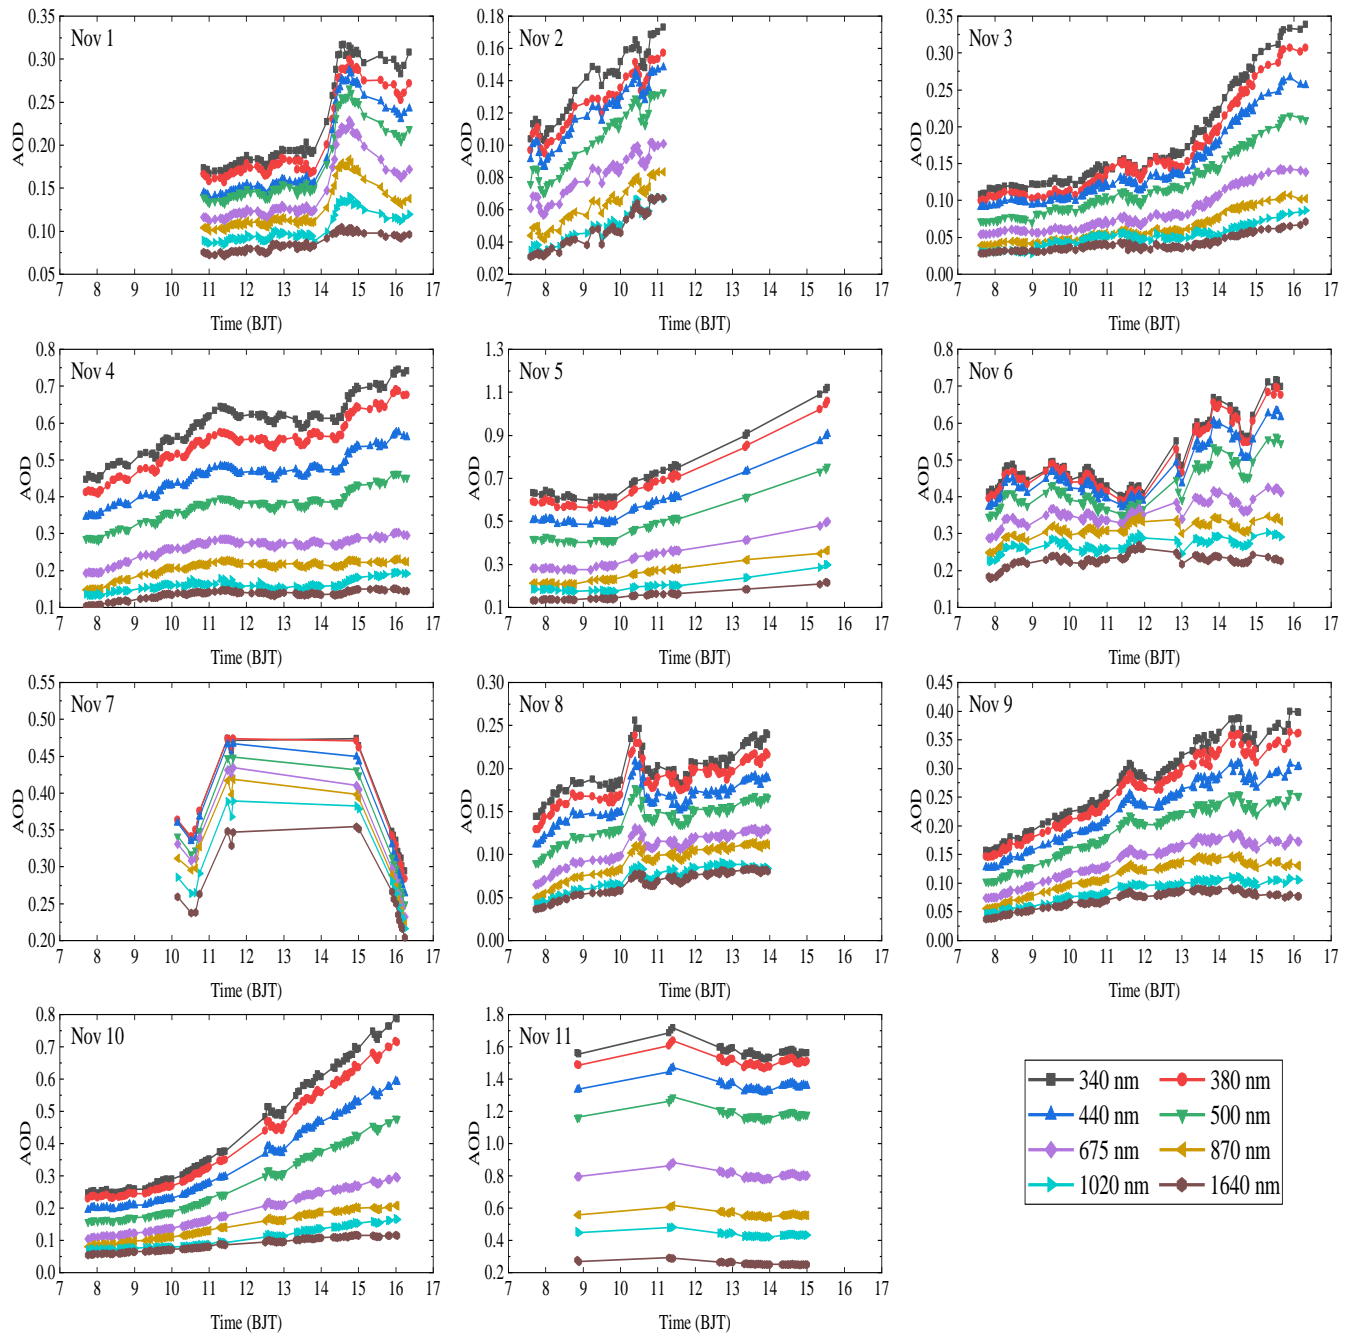 Nov 1
AOD
0.35
0.30
0.25
0.20
0.15
0.10
0.05
7 8 9 10 11 12 13 14 15 16 17
Time (BJT)
Nov 2
AOD
0.18
0.16
0.14
0.12
0.10
0.08
0.06
0.04
0.02
7 8 9 10 11 12 13 14 15 16 17
Time (BJT)
Nov 3
AOD
0.35
0.30
0.25
0.20
0.15
0.10
0.05
0.00
7 8 9 10 11 12 13 14 15 16 17
Time (BJT)
Nov 4
AOD
0.8
0.7
0.6
0.5
0.4
0.3
0.2
0.1
7 8 9 10 11 12 13 14 15 16 17
Time (BJT)
Nov 5
AOD
1.3
1.1
0.9
0.7
0.5
0.3
0.1
7 8 9 10 11 12 13 14 15 16 17
Time (BJT)
Nov 6
AOD
0.8
0.7
0.6
0.5
0.4
0.3
0.2
0.1
7 8 9 10 11 12 13 14 15 16 17
Time (BJT)
Nov 7
AOD
0.55
0.50
0.45
0.40
0.35
0.30
0.25
0.20
7 8 9 10 11 12 13 14 15 16 17
Time (BJT)
Nov 8
AOD
0.30
0.25
0.20
0.15
0.10
0.05
0.00
7 8 9 10 11 12 13 14 15 16 17
Time (BJT)
Nov 9
AOD
0.45
0.40
0.35
0.30
0.25
0.20
0.15
0.10
0.05
0.00
7 8 9 10 11 12 13 14 15 16 17
Time (BJT)
Nov 10
AOD
0.8
0.7
0.6
0.5
0.4
0.3
0.2
0.1
0.0
7 8 9 10 11 12 13 14 15 16 17
Time (BJT)
Nov 11
AOD
1.8
1.6
1.4
1.2
1.0
0.8
0.6
0.4
0.2
7 8 9 10 11 12 13 14 15 16 17
Time (BJT)
340 nm 380 nm
440 nm 500 nm
675 nm 870 nm
1020 nm 1640 nm